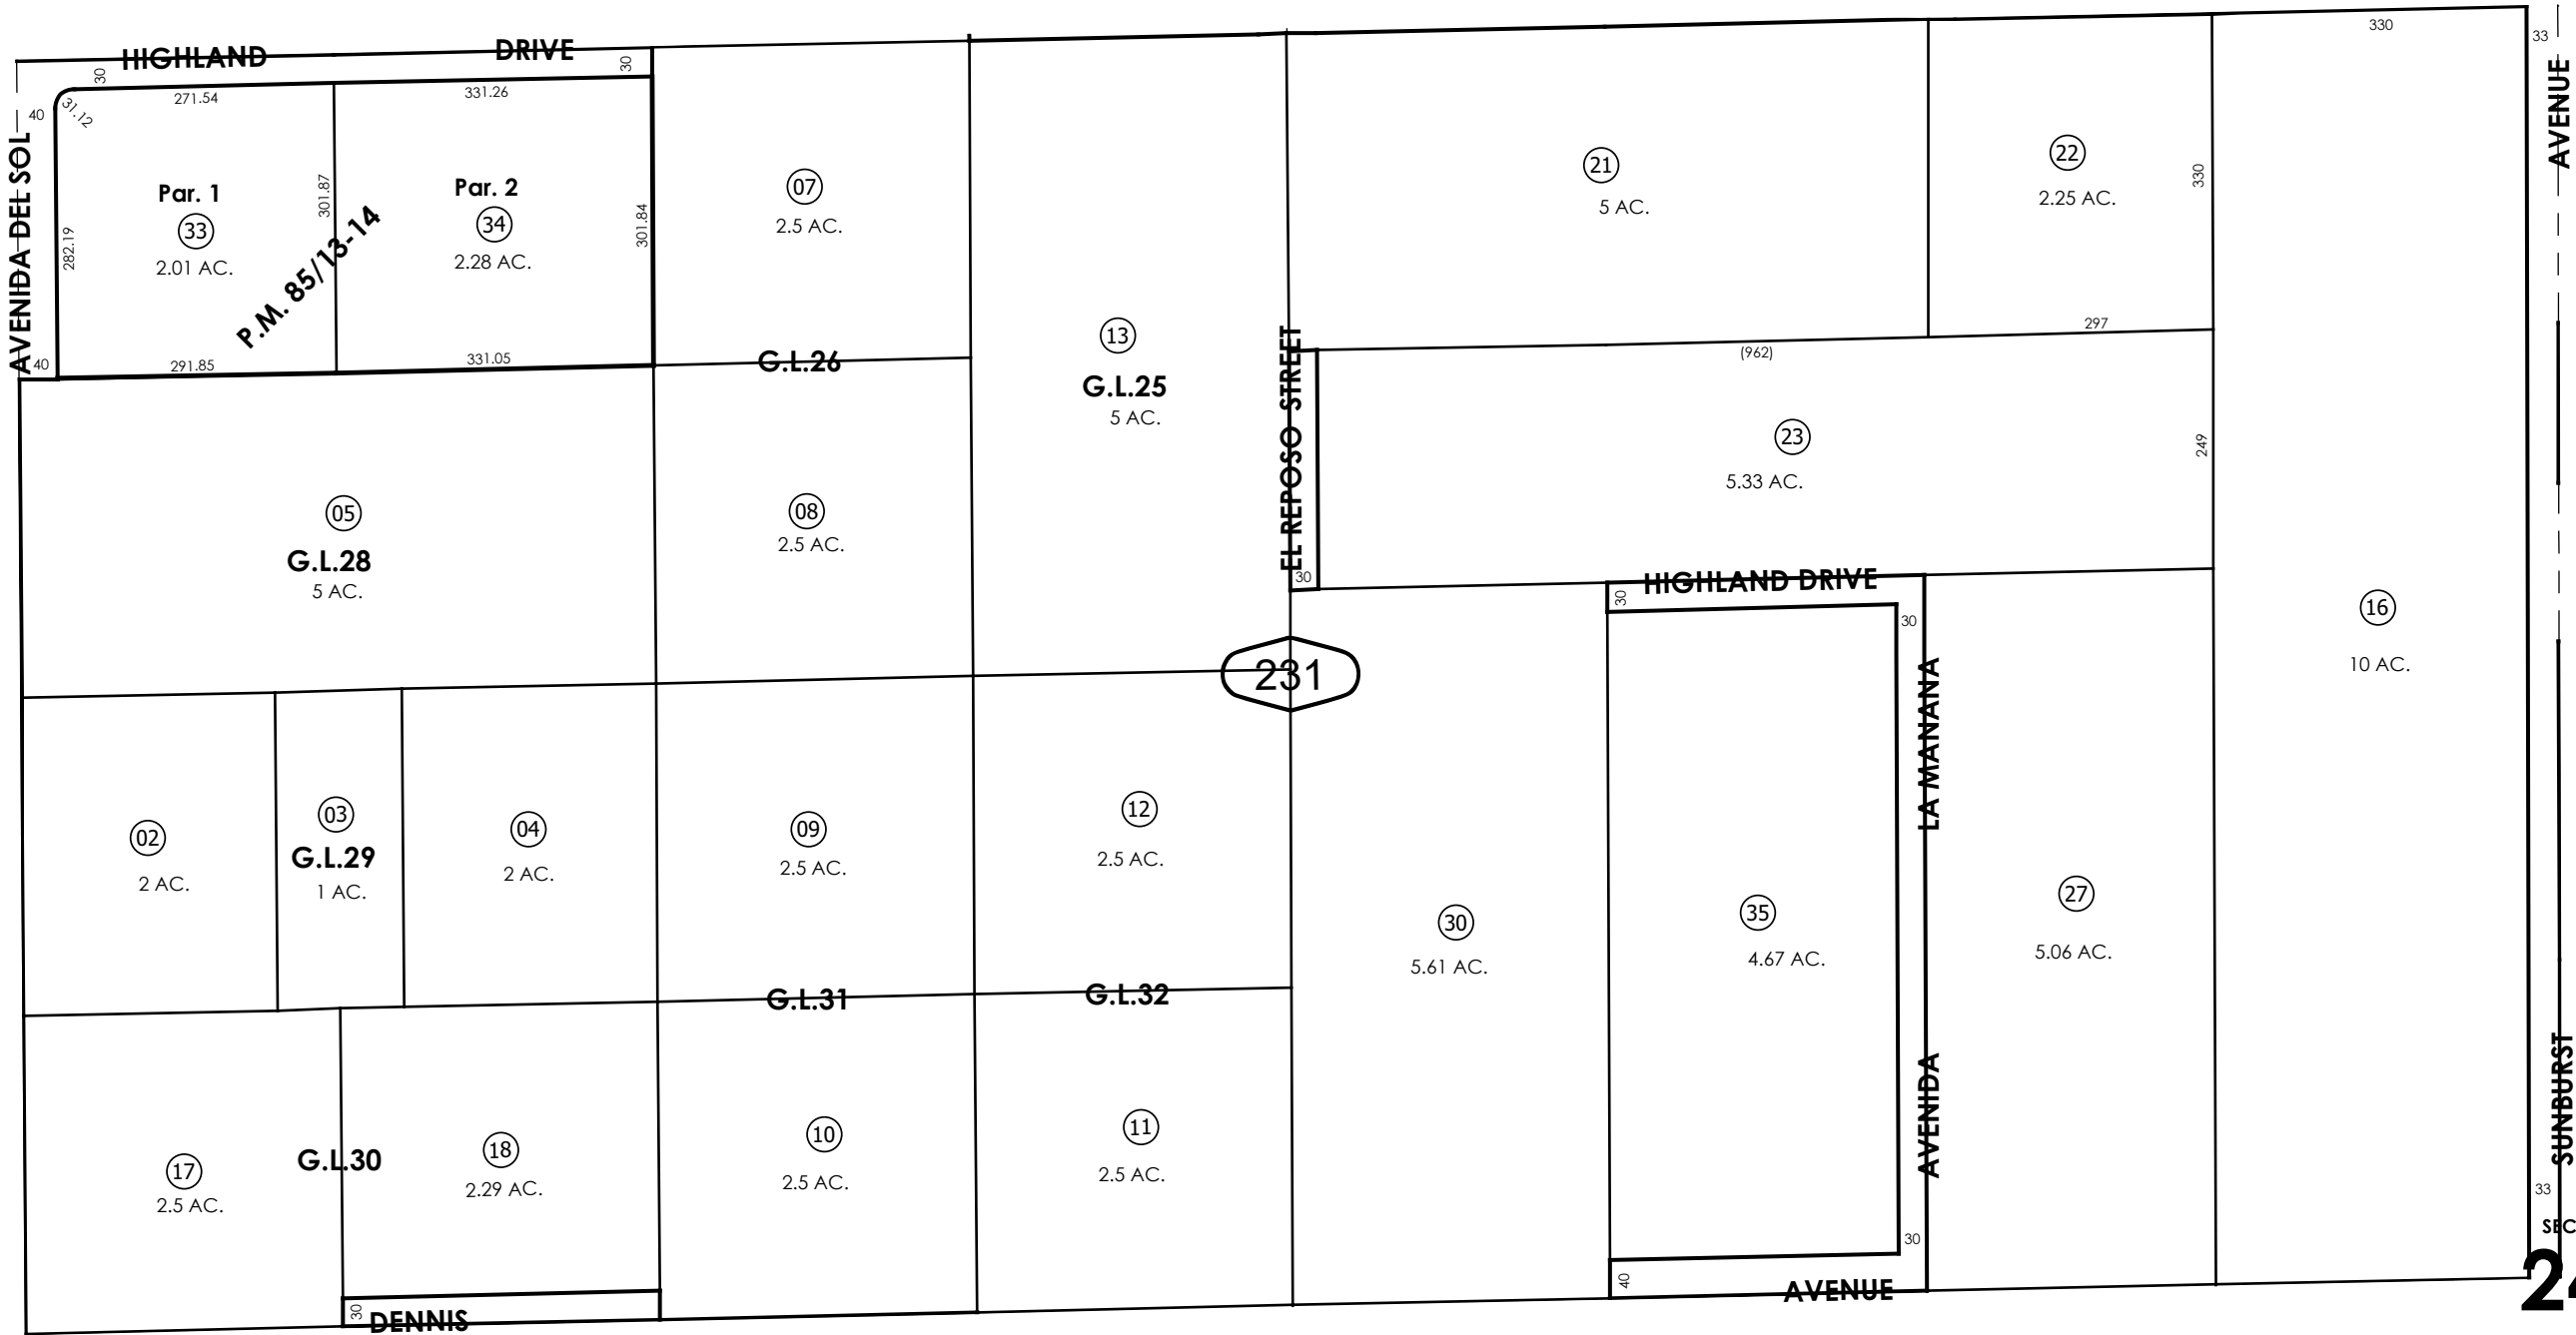 HIGHLAND DRIVE
30
30
271.54
331.26
31.12
40
AVENIDA DEL SOL
282.19
Par. 1
33
2.01 AC.
301.87
P.M. 85/13-14
Par. 2
34
2.28 AC.
301.84
40
291.85
331.05
07
2.5 AC.
G.L.26
13
G.L.25
5 AC.
21
5 AC.
22
2.25 AC.
330
330
33
AVENUE
297
(962)
EL REPOSO STREET
30
23
5.33 AC.
249
05
G.L.28
5 AC.
08
2.5 AC.
HIGHLAND DRIVE
30
30
16
10 AC.
231
LA MANANA
02
2 AC.
03
G.L.29
1 AC.
04
2 AC.
09
2.5 AC.
12
2.5 AC.
30
5.61 AC.
35
4.67 AC.
27
5.06 AC.
G.L.31
G.L.32
AVENIDA
SUNBURST
17
2.5 AC.
G.L.30
18
2.29 AC.
10
2.5 AC.
11
2.5 AC.
33
30
40
AVENUE
30
DENNIS
SEC
24